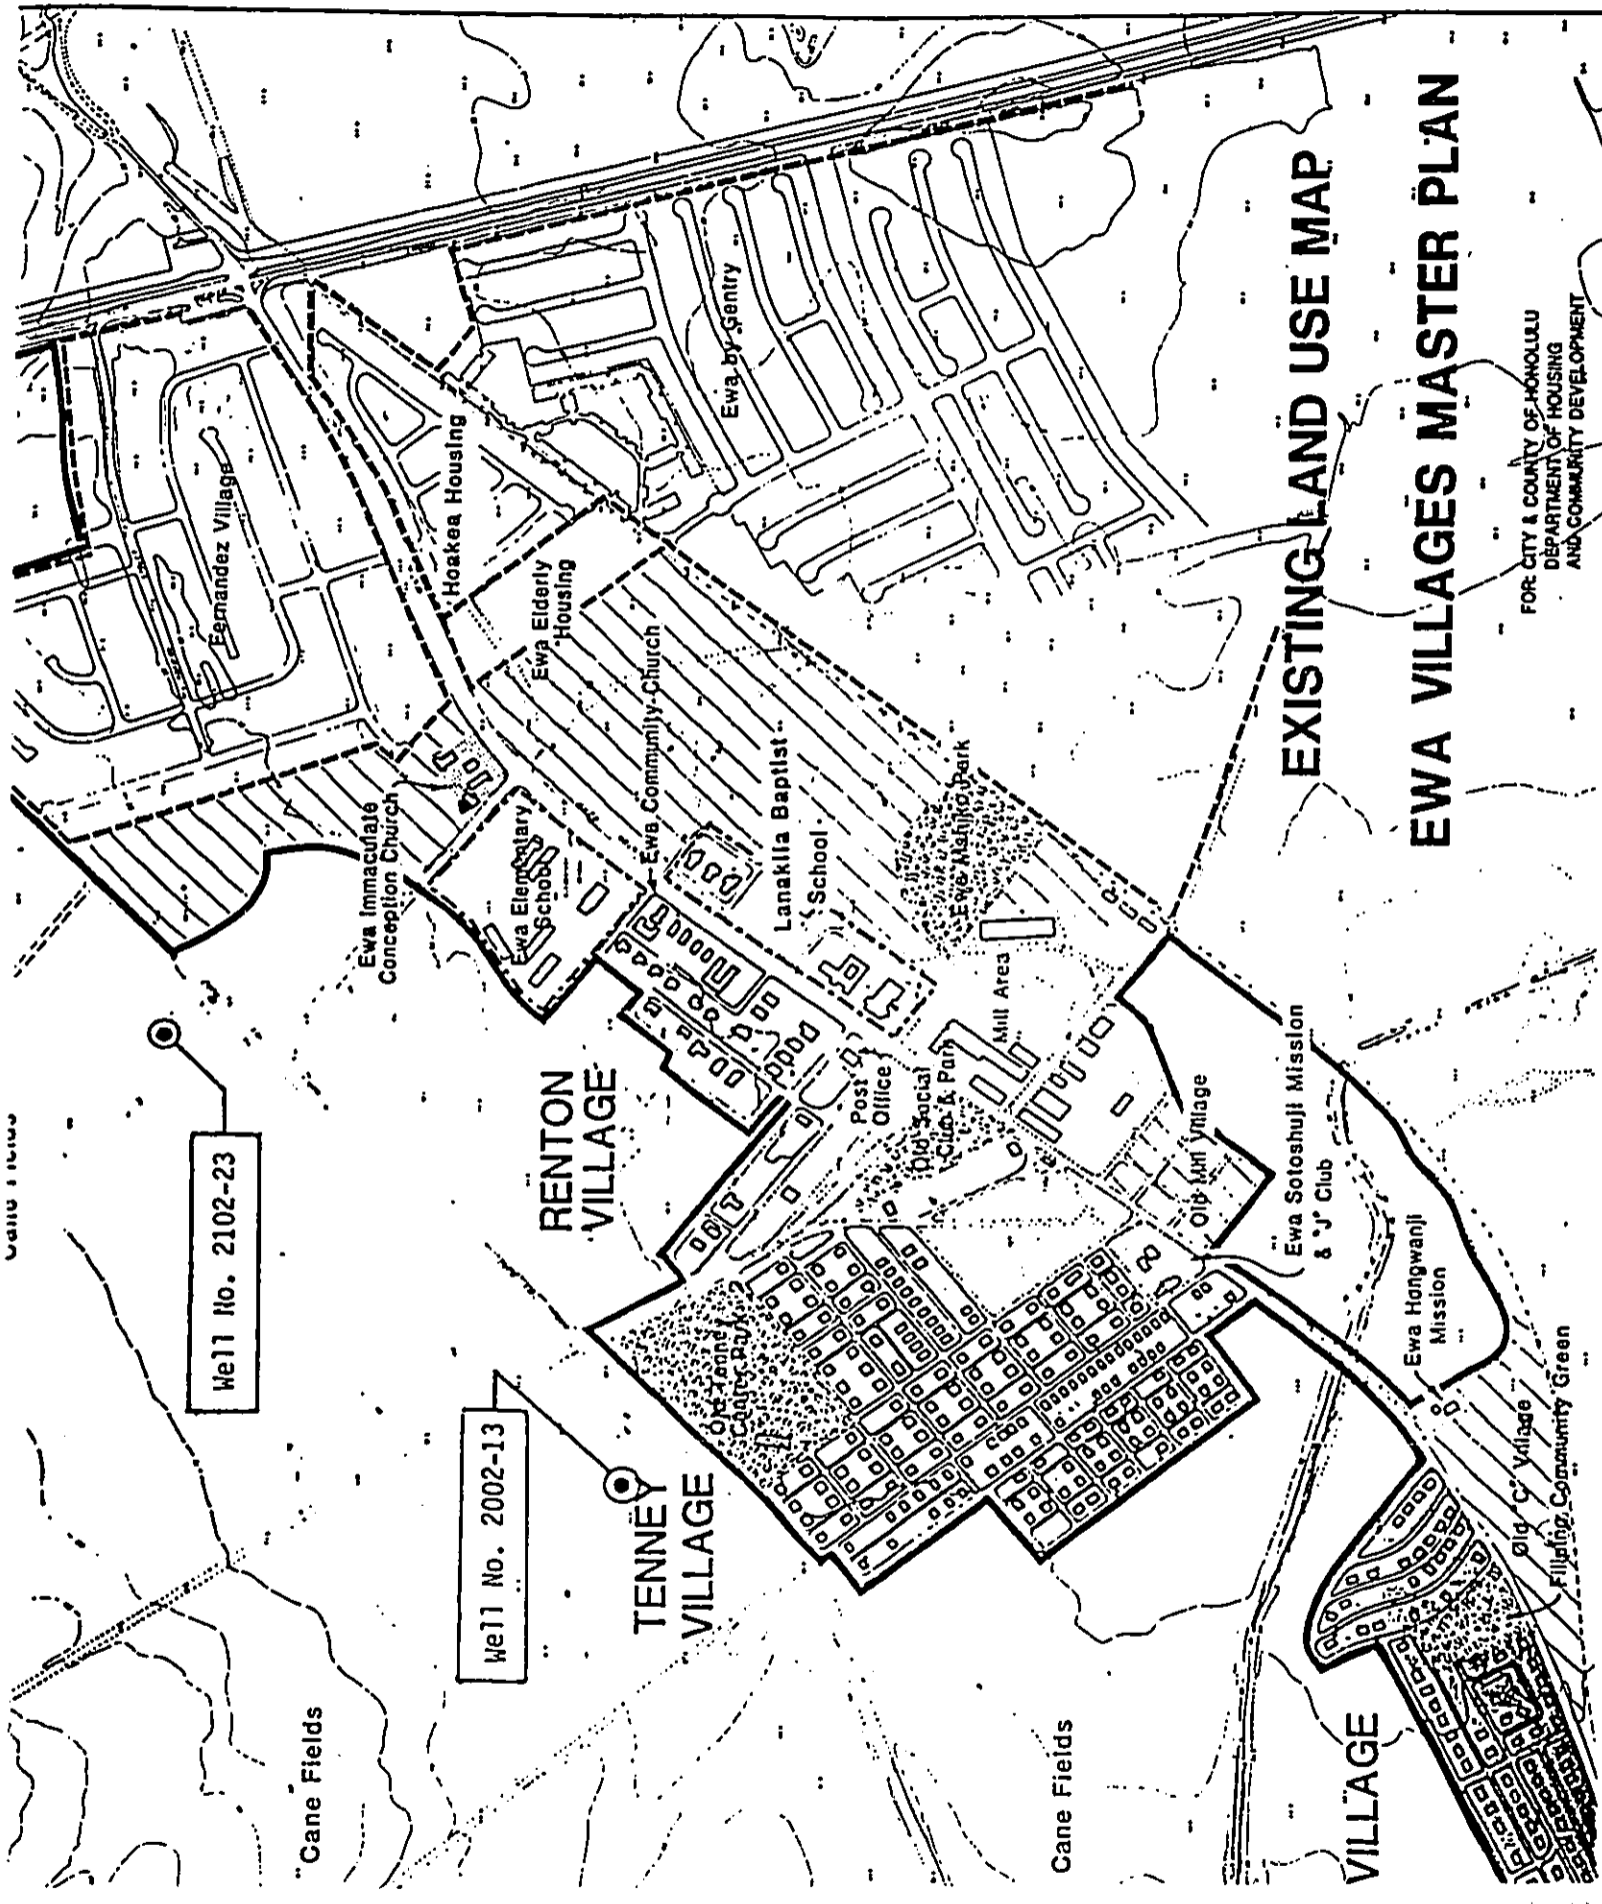 Well No. 2102-23
Well No. 2002-13
"Cane Fields
Cane Fields
TENNEY
VILLAGE
RENTON
VILLAGE
VILLAGE
Fernandez Village
Hoakea Housing
Ewa by Gentry
Ewa Elderly
Housing
Ewa Immaculate
Conception Church
Ewa Elementary
School
Ewa Community Church
Lanakila Baptist
School
Ewa Mahiko Park
Mill Area
Post
Office
Old Social
Club & Park
Old Tenney
Center Park
Old Mill Village
Ewa Sotoshuji Mission
& "J" Club
Ewa Hongwanji
Mission
Old "C" Village
Filipino Community Green
EXISTING LAND USE MAP
EWA VILLAGES MASTER PLAN
FOR: CITY & COUNTY OF HONOLULU
DEPARTMENT OF HOUSING
AND COMMUNITY DEVELOPMENT